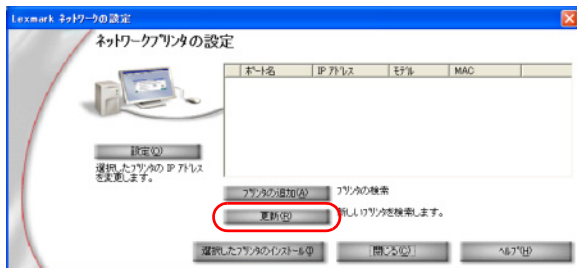 Lexmark ネットワークの設定
ネットワークプリンタの設定
ポート名 IP アドレス モデル MAC
設定(O)
選択したプリンタの IP アドレス
を変更します。
プリンタの追加(A) プリンタの検索
更新(R) 新しいプリンタを検索します。
選択したプリンタのインストール(I) 閉じる(C) ヘルプ(H)